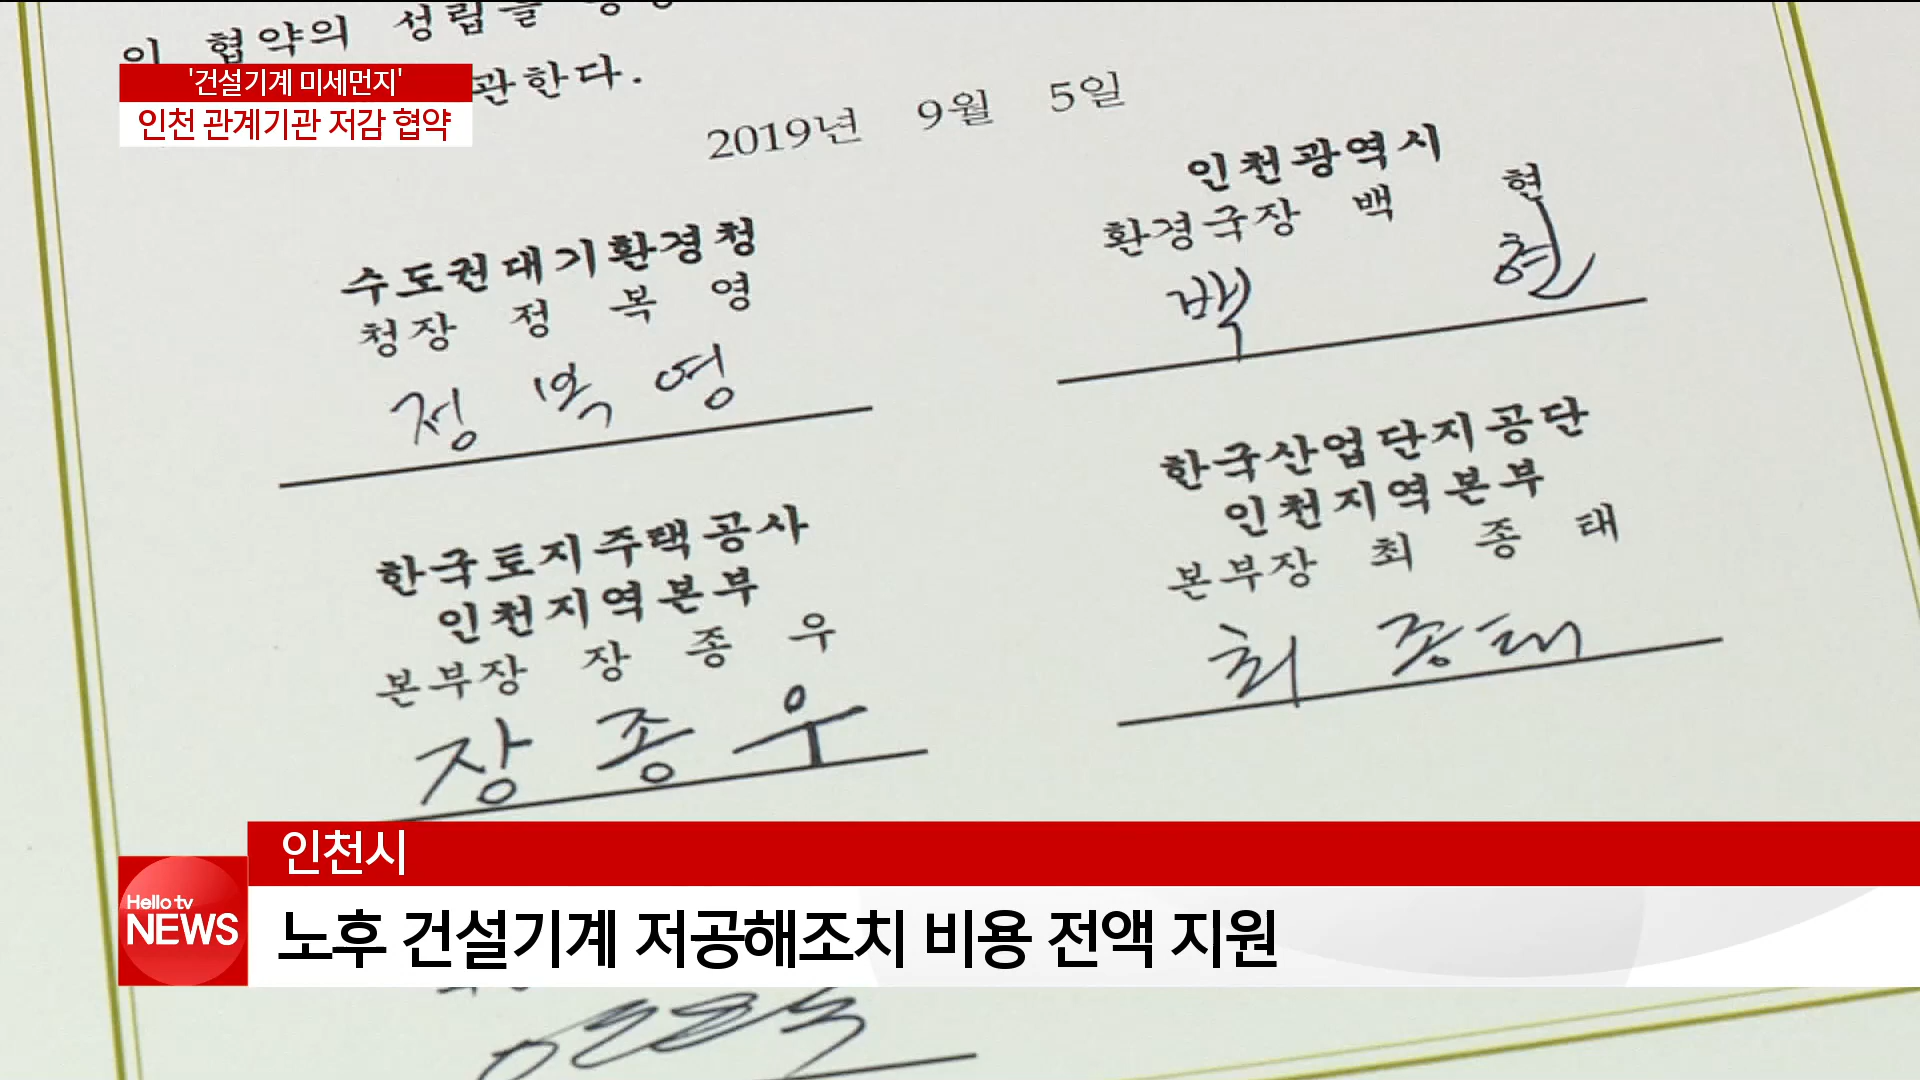 이 협약의 성립을
관한다.
'건설기계 미세먼지'
인천 관계기관 저감 협약
2019년 9월 5일
수도권대기환경청
청장 정 복 영
정 복 영
인천광역시
환경국장 백 현
백 현
한국토지주택공사
인천지역본부
본부장 장 종 우
장 종 우
한국산업단지공단
인천지역본부
본부장 최 종 태
최 종 태
인천시
Hello tv
NEWS
노후 건설기계 저공해조치 비용 전액 지원